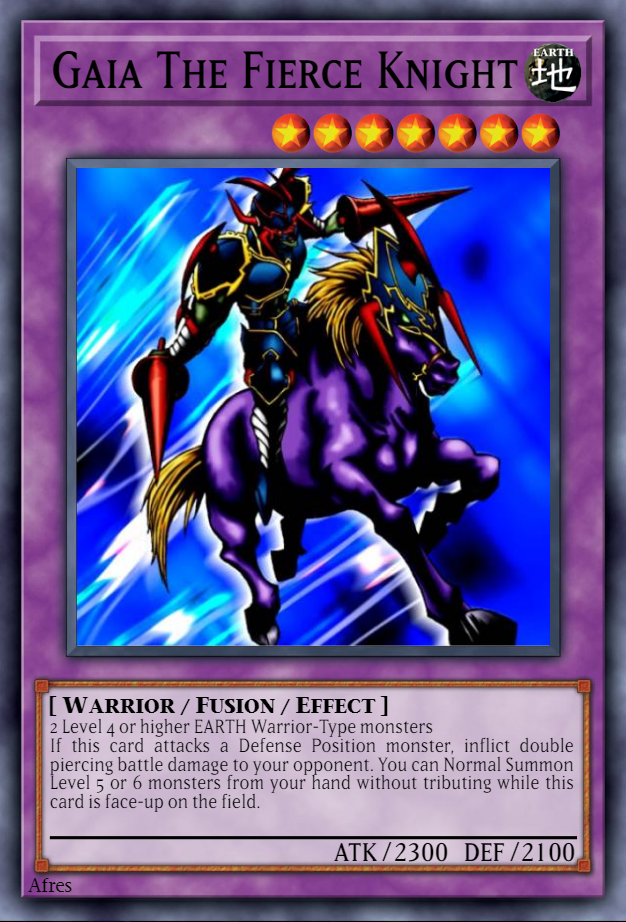 Gaia The Fierce Knight
EARTH
地
[ Warrior / Fusion / Effect ]
2 Level 4 or higher EARTH Warrior-Type monsters
If this card attacks a Defense Position monster, inflict double
piercing battle damage to your opponent. You can Normal Summon
Level 5 or 6 monsters from your hand without tributing while this
card is face-up on the field.
ATK/2300 DEF/2100
Afres